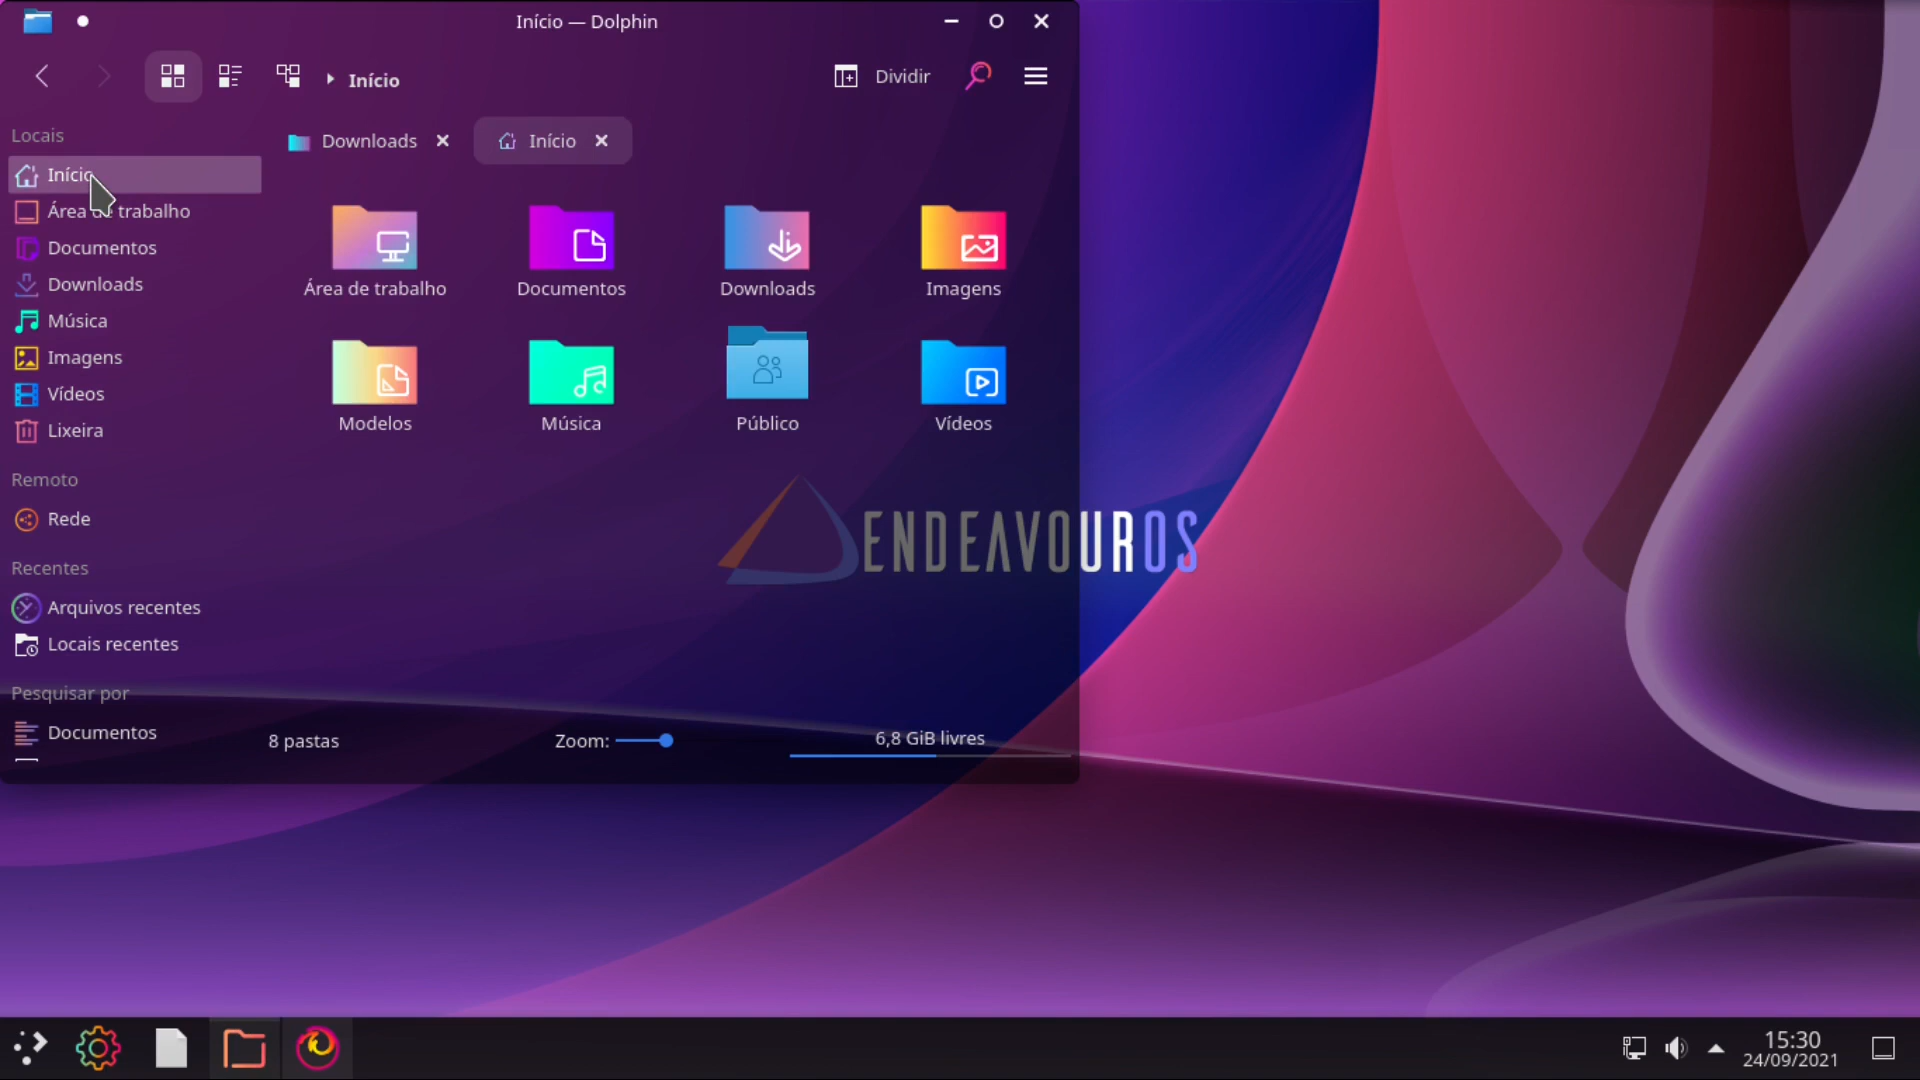 Início — Dolphin
Início
Dividir
Locais
Início
Área de trabalho
Documentos
Downloads
Música
Imagens
Vídeos
Lixeira
Remoto
Rede
Recentes
Arquivos recentes
Locais recentes
Pesquisar por
Documentos
Downloads
Início
Área de trabalho
Documentos
Downloads
Imagens
Modelos
Música
Público
Vídeos
ENDEAVOUROS
8 pastas
Zoom:
6,8 GiB livres
15:30
24/09/2021